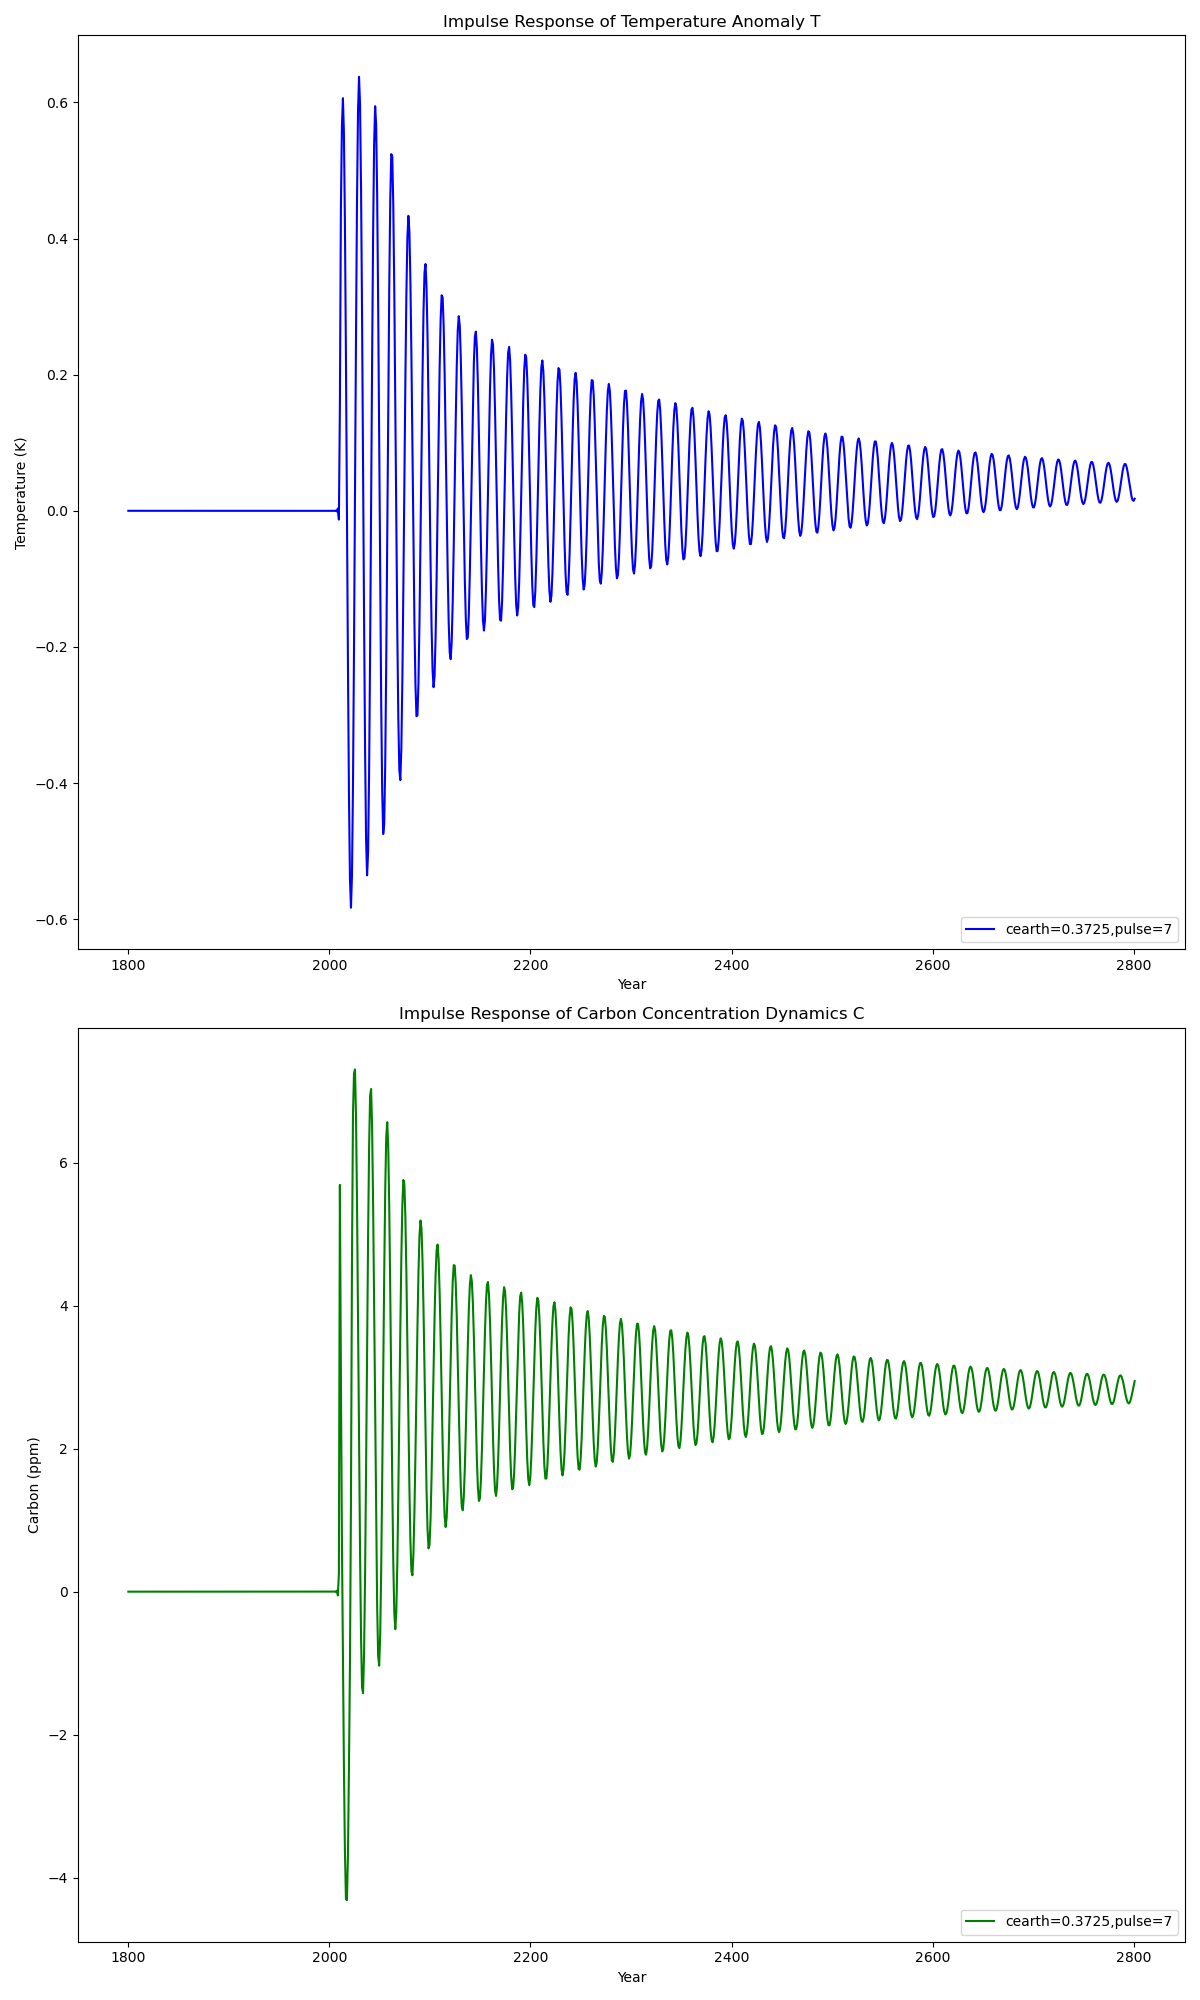 Impulse Response of Temperature Anomaly T
0.6
0.4
0.2
0.0
−0.2
−0.4
−0.6
Temperature (K)
cearth=0.3725,pulse=7
1800 2000 2200 2400 2600 2800
Year
Impulse Response of Carbon Concentration Dynamics C
6
4
2
0
−2
−4
Carbon (ppm)
cearth=0.3725,pulse=7
1800 2000 2200 2400 2600 2800
Year